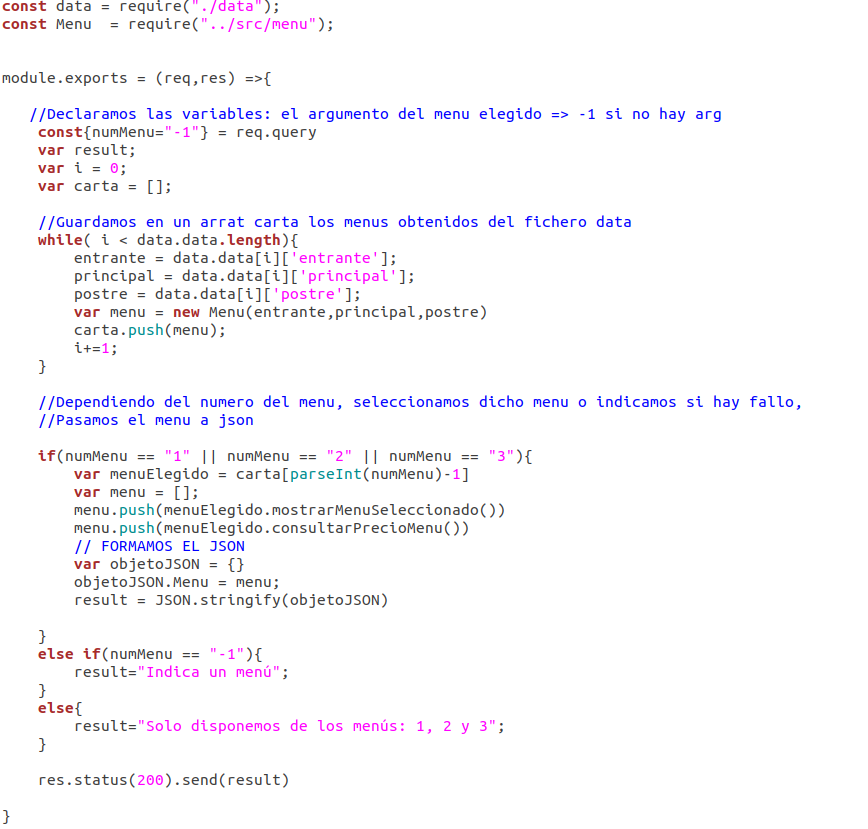 const data = require("./data");
const Menu  = require("../src/menu");
module.exports = (req,res) =>{
//Declaramos las variables: el argumento del menu elegido => -1 si no hay arg
const{numMenu="-1"} = req.query
var result;
var i = 0;
var carta = [];
//Guardamos en un arrat carta los menus obtenidos del fichero data
while( i < data.data.length){
entrante = data.data[i]['entrante'];
principal = data.data[i]['principal'];
postre = data.data[i]['postre'];
var menu = new Menu(entrante,principal,postre)
carta.push(menu);
i+=1;
}
//Dependiendo del numero del menu, seleccionamos dicho menu o indicamos si hay fallo,
//Pasamos el menu a json
if(numMenu == "1" || numMenu == "2" || numMenu == "3"){
var menuElegido = carta[parseInt(numMenu)-1]
var menu = [];
menu.push(menuElegido.mostrarMenuSeleccionado())
menu.push(menuElegido.consultarPrecioMenu())
// FORMAMOS EL JSON
var objetoJSON = {}
objetoJSON.Menu = menu;
result = JSON.stringify(objetoJSON)
}
else if(numMenu == "-1"){
result="Indica un menú";
}
else{
result="Solo disponemos de los menús: 1, 2 y 3";
}
res.status(200).send(result)
}